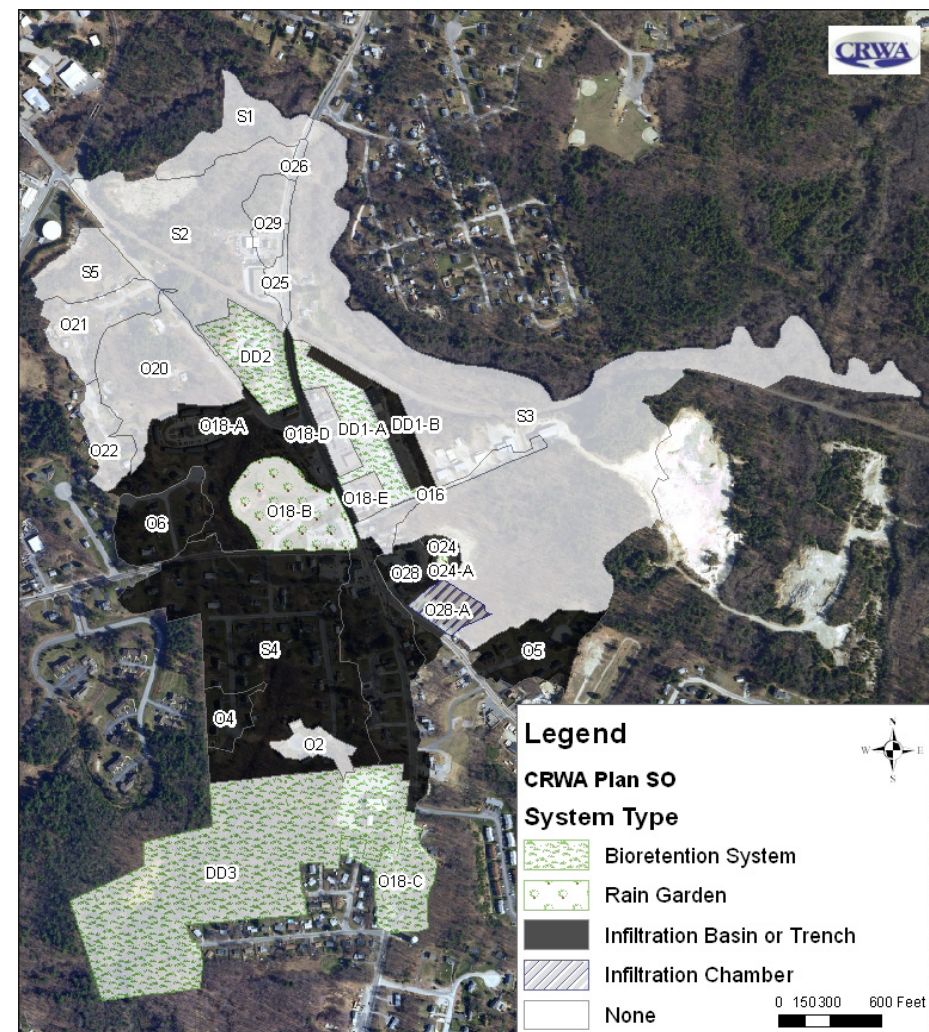 CRWA
S1
O26
O29
S2
S5
O25
O21
DD2
O20
S3
O18-A
O18-D
DD1-A
DD1-B
O22
O16
O18-E
O18-B
O6
O24
O28
O24-A
O28-A
S4
O5
O4
O2
DD3
O18-C
Legend
N
W
E
S
CRWA Plan SO
System Type
Bioretention System
Rain Garden
Infiltration Basin or Trench
Infiltration Chamber
None
0 150 300 600 Feet